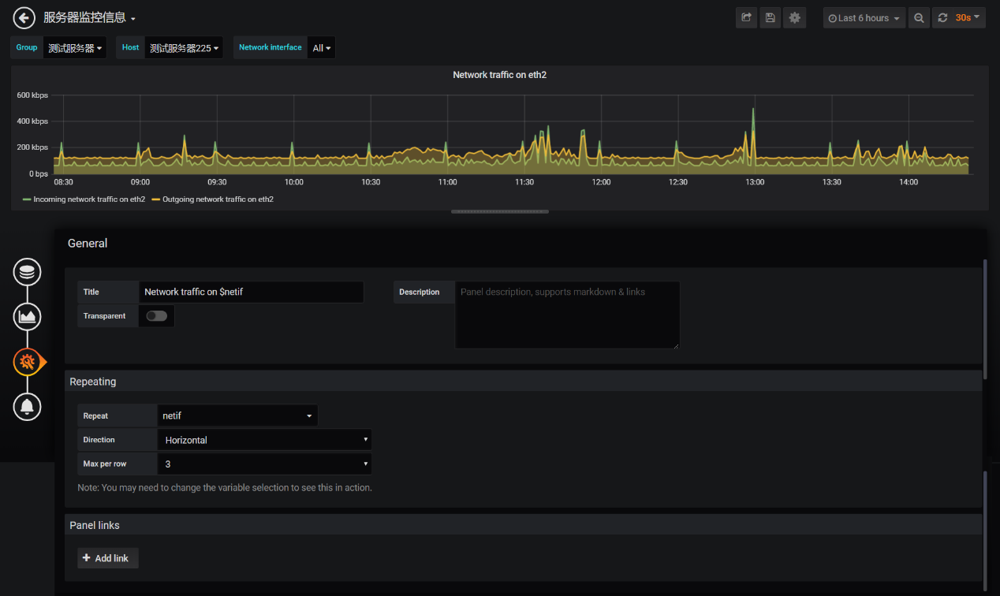 服务器监控信息
Last 6 hours
30s
Group 测试服务器 Host 测试服务器225 Network interface All
Network traffic on eth2
600 kbps
400 kbps
200 kbps
0 bps
08:30 09:00 09:30 10:00 10:30 11:00 11:30 12:00 12:30 13:00 13:30 14:00
Incoming network traffic on eth2 Outgoing network traffic on eth2
General
Title Network traffic on $netif Description Panel description, supports markdown & links
Transparent
Repeating
Repeat netif
Direction Horizontal
Max per row 3
Note: You may need to change the variable selection to see this in action.
Panel links
+ Add link